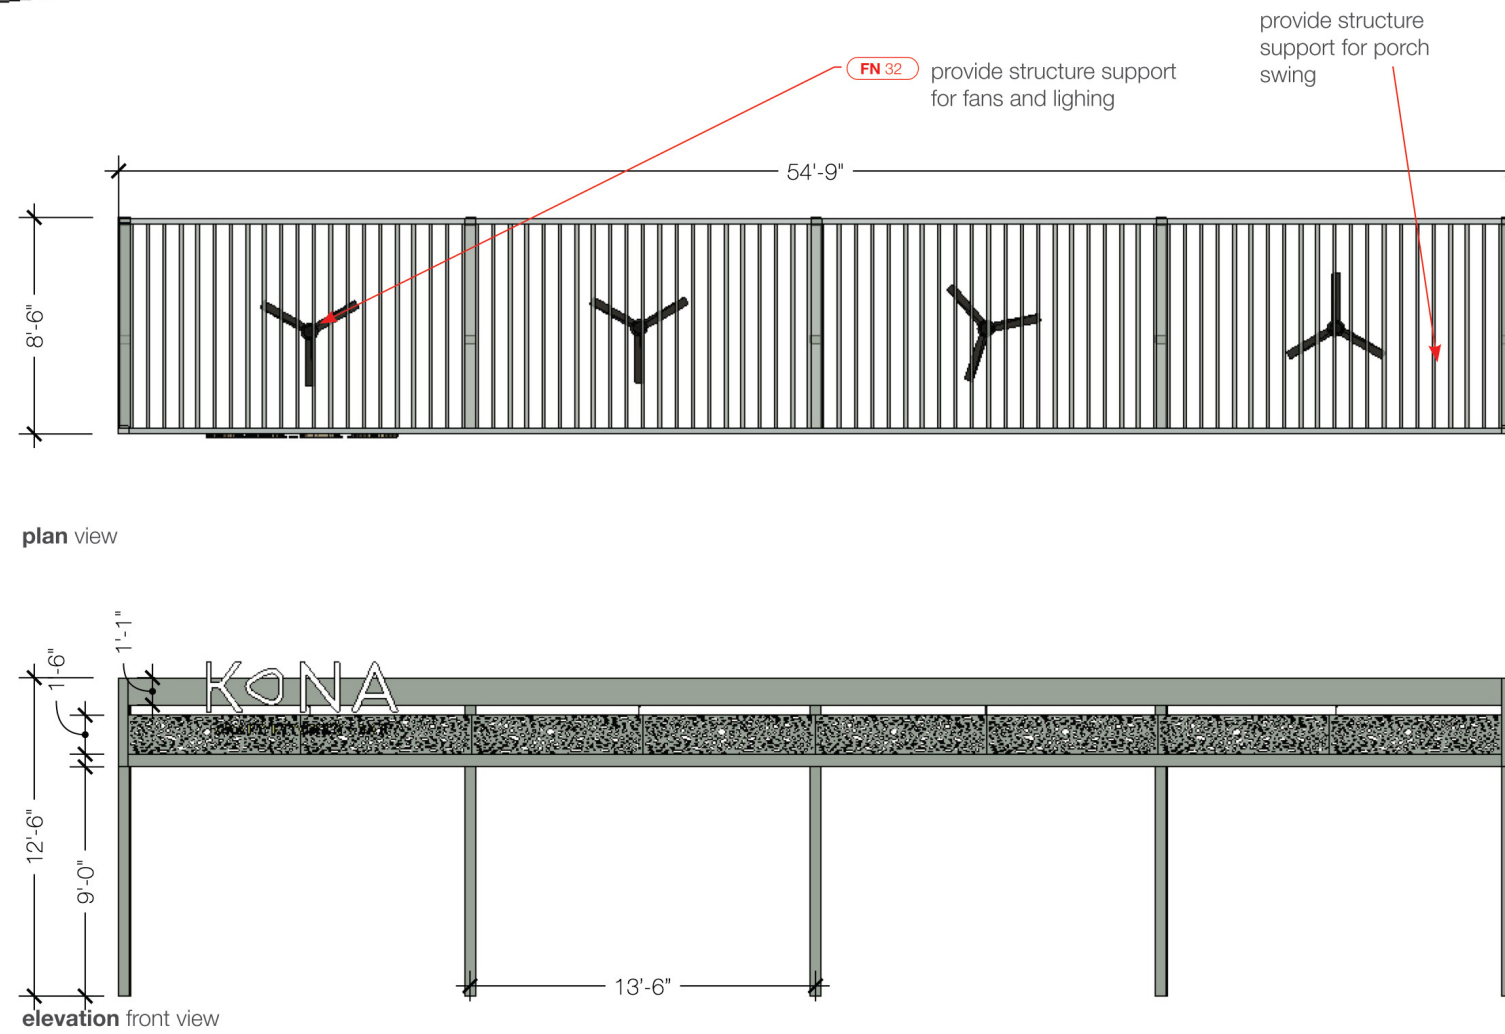 provide structure
support for porch
swing
FN 32
provide structure support
for fans and lighing
54'-9"
8'-6"
plan view
1'-1"
1'-6"
KONA
12'-6"
9'-0"
13'-6"
elevation front view